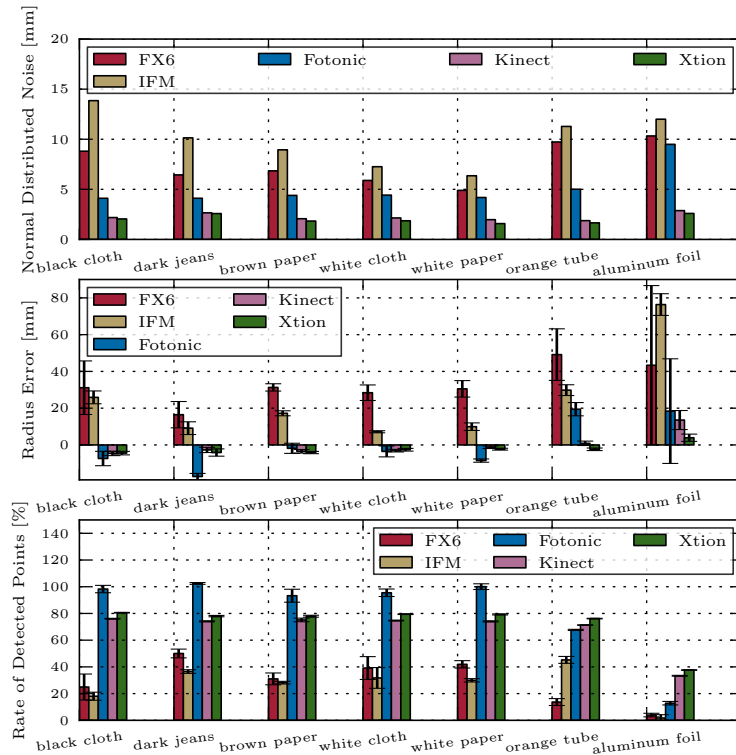 Normal Distributed Noise [mm]
20
15
10
5
0
FX6
IFM
Fotonic
Kinect
Xtion
black cloth
dark jeans
brown paper
white cloth
white paper
orange tube
aluminum foil
Radius Error [mm]
80
60
40
20
0
FX6
IFM
Fotonic
Kinect
Xtion
black cloth
dark jeans
brown paper
white cloth
white paper
orange tube
aluminum foil
Rate of Detected Points [%]
140
120
100
80
60
40
20
0
FX6
IFM
Fotonic
Kinect
Xtion
black cloth
dark jeans
brown paper
white cloth
white paper
orange tube
aluminum foil